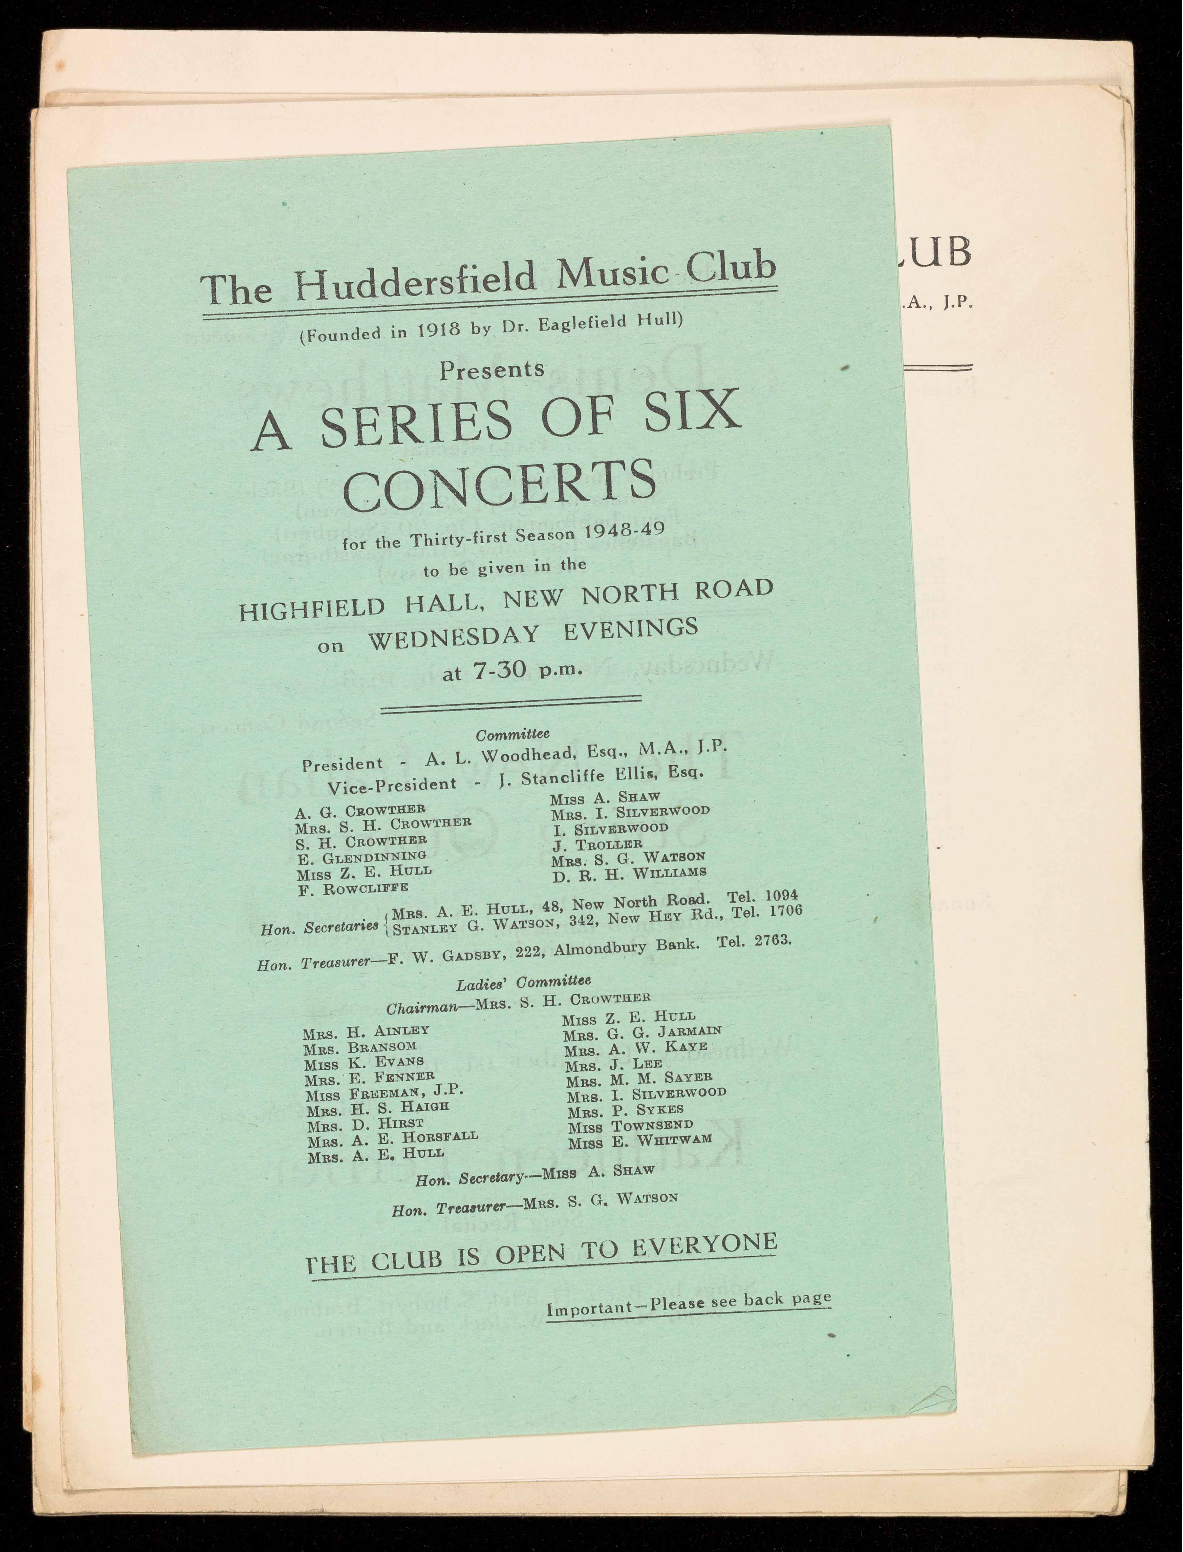 The Huddersfield Music Club
(Founded in 1918 by Dr. Eaglefield Hull)
Presents
A SERIES OF SIX
CONCERTS
for the Thirty-first Season 1948-49
to be given in the
HIGHFIELD HALL, NEW NORTH ROAD
on WEDNESDAY EVENINGS
at 7-30 p.m.
Committee
President - A. L. Woodhead, Esq., M.A., J.P.
Vice-President - J. Stancliffe Ellis, Esq.
A. G. CROWTHER
MRS. S. H. CROWTHER
S. H. CROWTHER
E. GLENDINNING
MISS Z. E. HULL
F. ROWCLIFFE
MISS A. SHAW
MRS. I. SILVERWOOD
I. SILVERWOOD
J. TROLLER
MRS. S. G. WATSON
D. R. H. WILLIAMS
Hon. Secretaries { MRS. A. E. HULL, 48, New North Road. Tel. 1094
STANLEY G. WATSON, 342, New HEY Rd., Tel. 1706
Hon. Treasurer—F. W. GADSBY, 222, Almondbury Bank. Tel. 2763.
Ladies' Committee
Chairman—MRS. S. H. CROWTHER
MRS. H. AINLEY
MRS. BRANSOM
MISS K. EVANS
MRS. E. FENNER
MISS FREEMAN, J.P.
MRS. H. S. HAIGH
MRS. D. HIRST
MRS. A. E. HORSFALL
MRS. A. E. HULL
MISS Z. E. HULL
MRS. G. G. JARMAIN
MRS. A. W. KAYE
MRS. J. LEE
MRS. M. M. SAYER
MRS. I. SILVERWOOD
MRS. P. SYKES
MISS TOWNSEND
MISS E. WHITWAM
Hon. Secretary—MISS A. SHAW
Hon. Treasurer—MRS. S. G. WATSON
THE CLUB IS OPEN TO EVERYONE
Important—Please see back page
LUB
.A., J.P.